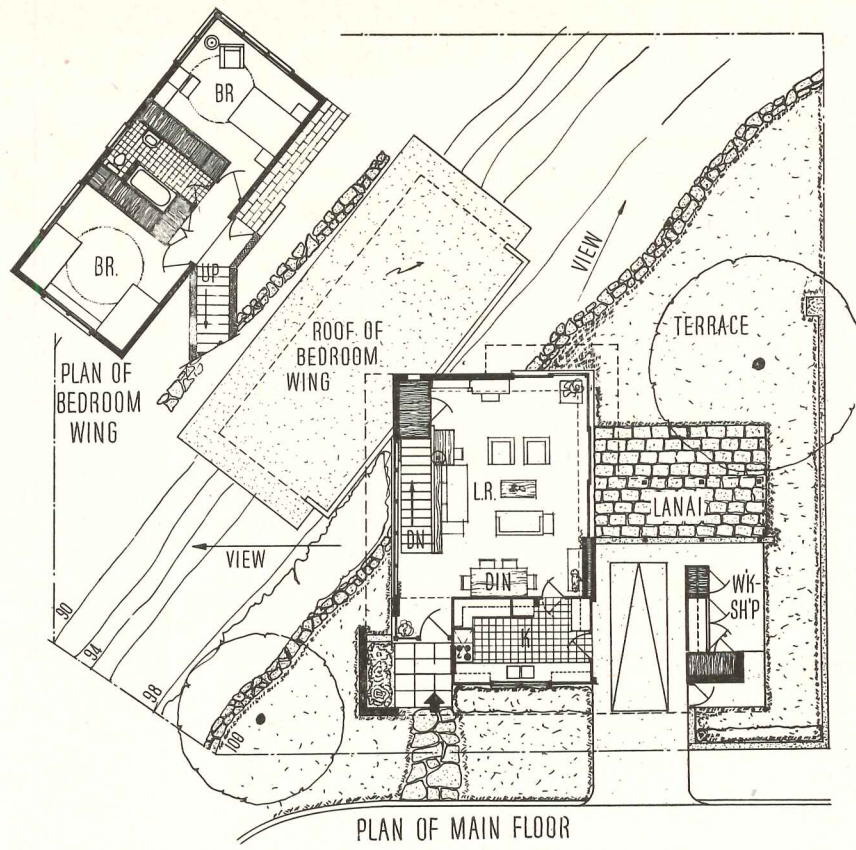 BR
BR.
UP
PLAN OF
BEDROOM
WING
ROOF OF
BEDROOM
WING
VIEW
TERRACE
L.R.
LANAI
DN
VIEW
DIN
W'K-
SH'P
K
90
94
98
100
PLAN OF MAIN FLOOR